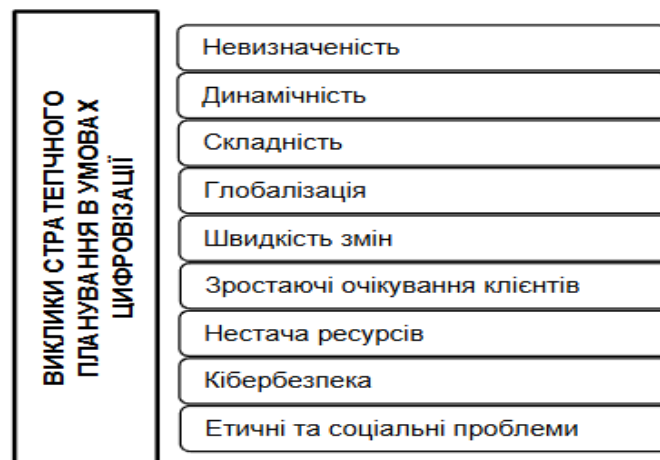 ВИКЛИКИ СТРАТЕГІЧНОГО
ПЛАНУВАННЯ В УМОВАХ
ЦИФРОВІЗАЦІЇ
Невизначеність
Динамічність
Складність
Глобалізація
Швидкість змін
Зростаючі очікування клієнтів
Нестача ресурсів
Кібербезпека
Етичні та соціальні проблеми